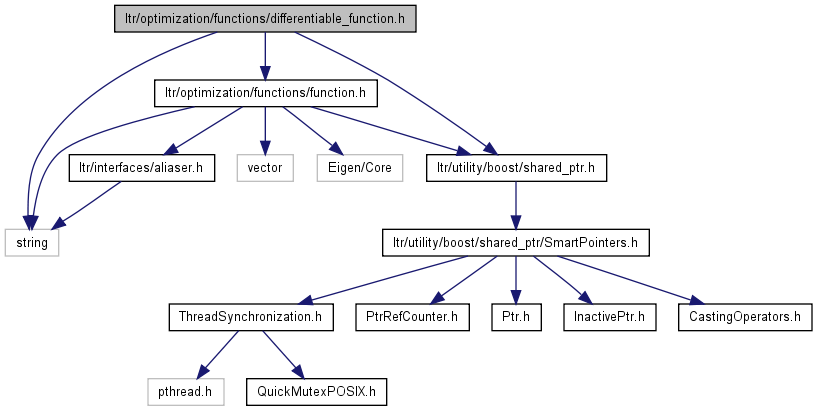 ltr/optimization/functions/differentiable_function.h
ltr/optimization/functions/function.h
ltr/interfaces/aliaser.h
vector
Eigen/Core
ltr/utility/boost/shared_ptr.h
string
ltr/utility/boost/shared_ptr/SmartPointers.h
ThreadSynchronization.h
PtrRefCounter.h
Ptr.h
InactivePtr.h
CastingOperators.h
pthread.h
QuickMutexPOSIX.h